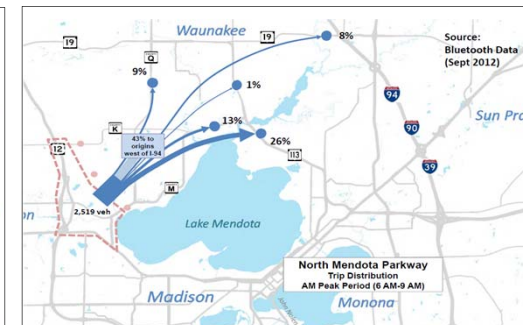 Waunakee
19
19
8%
Source:
Bluetooth Data
(Sept 2012)
Q
9%
1%
94
Sun Pra
13%
K
43% to
origins
west of I-94
26%
90
12
113
39
M
2,519 veh
on
Lake Mendota
North Mendota Parkway
Trip Distribution
AM Peak Period (6 AM-9 AM)
Madison
Monona